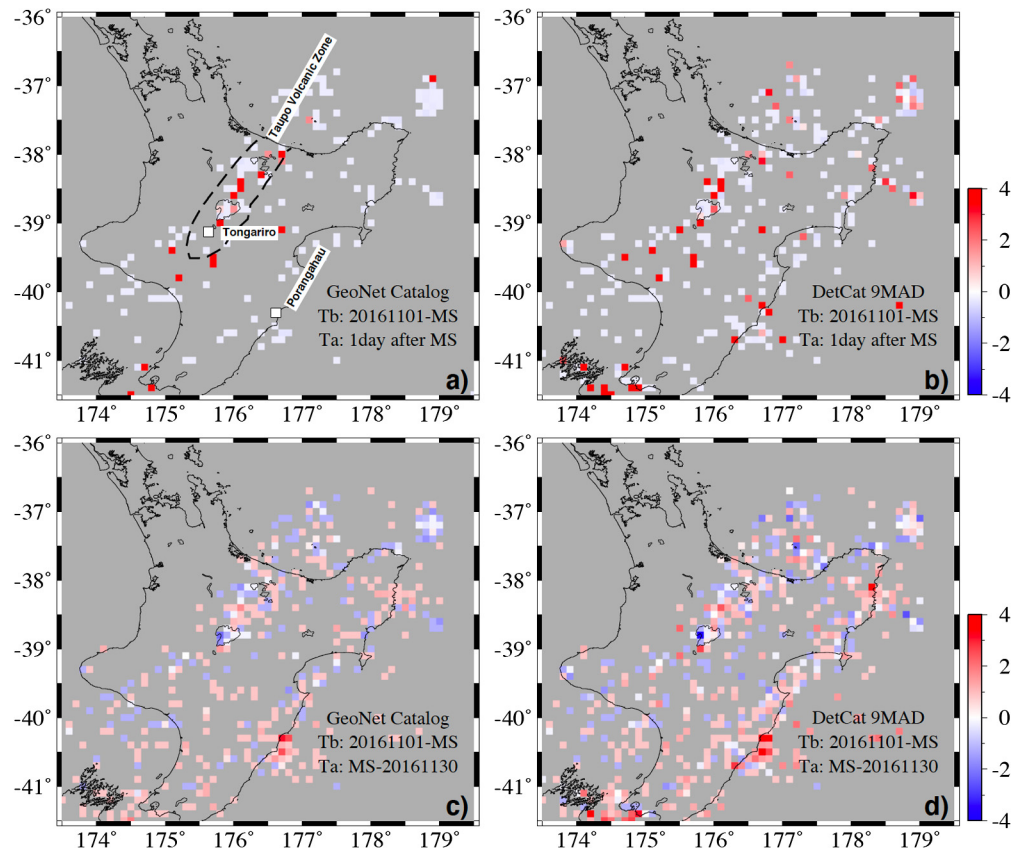 -36°
-37°
-38°
-39°
-40°
-41°
Taupo Volcanic Zone
Tongariro
Porangahau
GeoNet Catalog
Tb: 20161101-MS
Ta: 1day after MS
a)
174 175 176 177 178 179
DetCat 9MAD
Tb: 20161101-MS
Ta: 1day after MS
b)
174 175 176 177 178 179
4
2
0
-2
-4
-36°
-37°
-38°
-39°
-40°
-41°
GeoNet Catalog
Tb: 20161101-MS
Ta: MS-20161130
c)
174 175 176 177 178 179
-36°
-37°
-38°
-39°
-40°
-41°
DetCat 9MAD
Tb: 20161101-MS
Ta: MS-20161130
d)
174 175 176 177 178 179
-36°
-37°
-38°
-39°
-40°
-41°
4
2
0
-2
-4